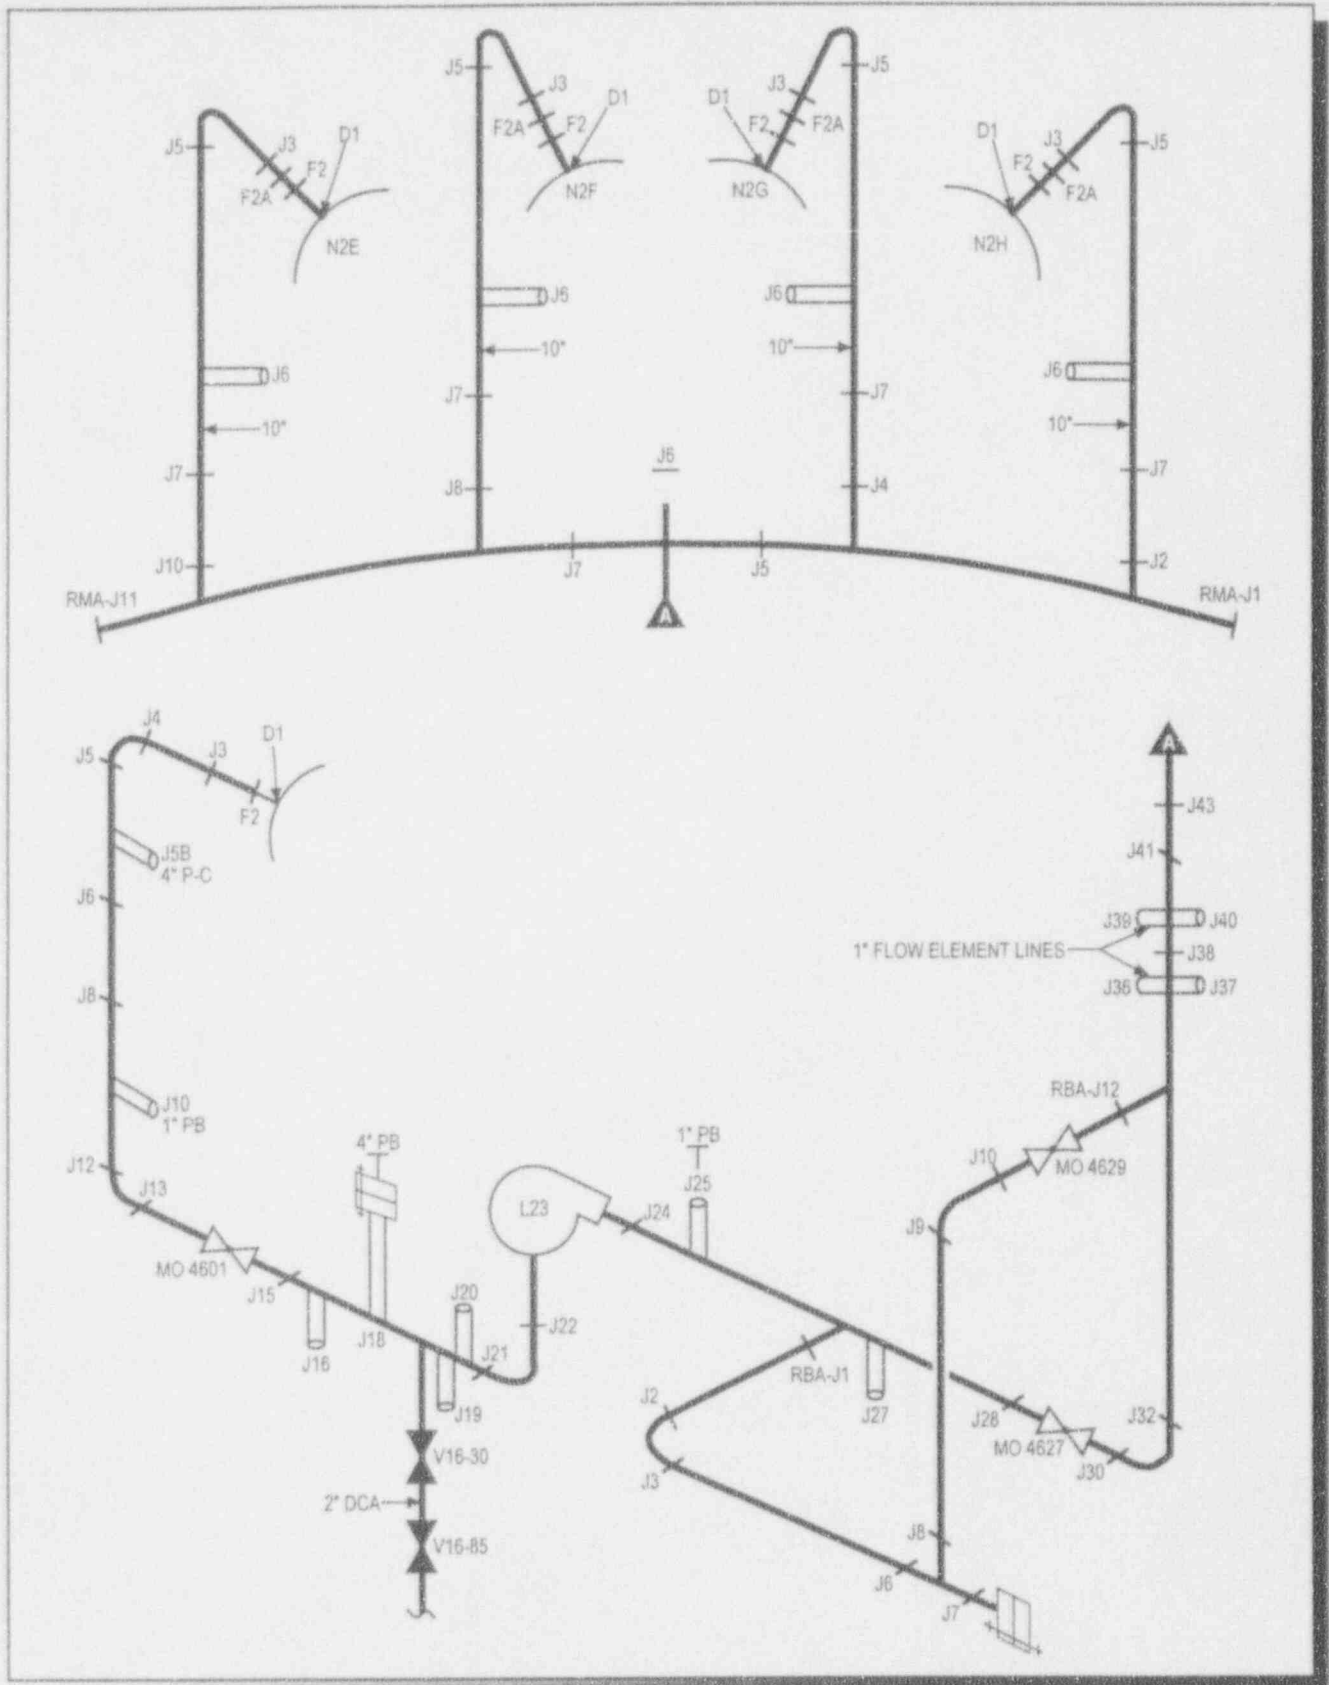 J5
J3
F2A
F2
D1
N2F
J6
10"
J7
J8
J5
J3
F2A
F2
D1
N2G
J6
10"
J7
J4
J5
J3
F2
F2A
D1
N2E
J6
10"
J7
J10
J5
J3
F2
F2A
D1
N2H
J6
10"
J7
J2
J6
J7
J5
RMA-J11
RMA-J1
A
J4
J5
J3
D1
F2
J5B
4" P-C
J6
J8
J10
1" PB
J12
J13
MO 4601
J15
J16
4" PB
J18
J20
J19
J21
V16-30
2" DCA
V16-85
L23
J22
J24
1" PB
J25
RBA-J1
J27
J2
J3
J28
MO 4627
J30
J32
J6
J7
J8
J9
J10
MO 4629
RBA-J12
A
J43
J41
J39
J40
1" FLOW ELEMENT LINES
J38
J36
J37